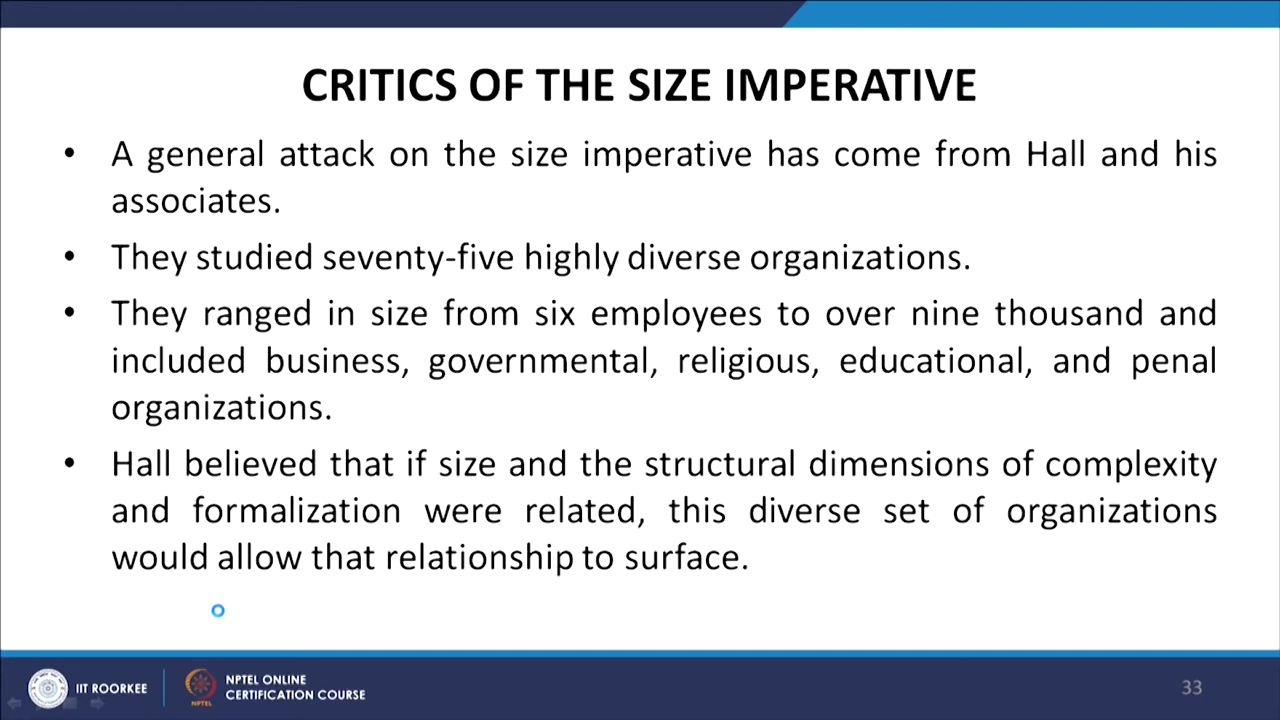 CRITICS OF THE SIZE IMPERATIVE
• A general attack on the size imperative has come from Hall and his
associates.
• They studied seventy-five highly diverse organizations.
• They ranged in size from six employees to over nine thousand and
included business, governmental, religious, educational, and penal
organizations.
• Hall believed that if size and the structural dimensions of complexity
and formalization were related, this diverse set of organizations
would allow that relationship to surface.
IIT ROORKEE
NPTEL
NPTEL ONLINE
CERTIFICATION COURSE
33